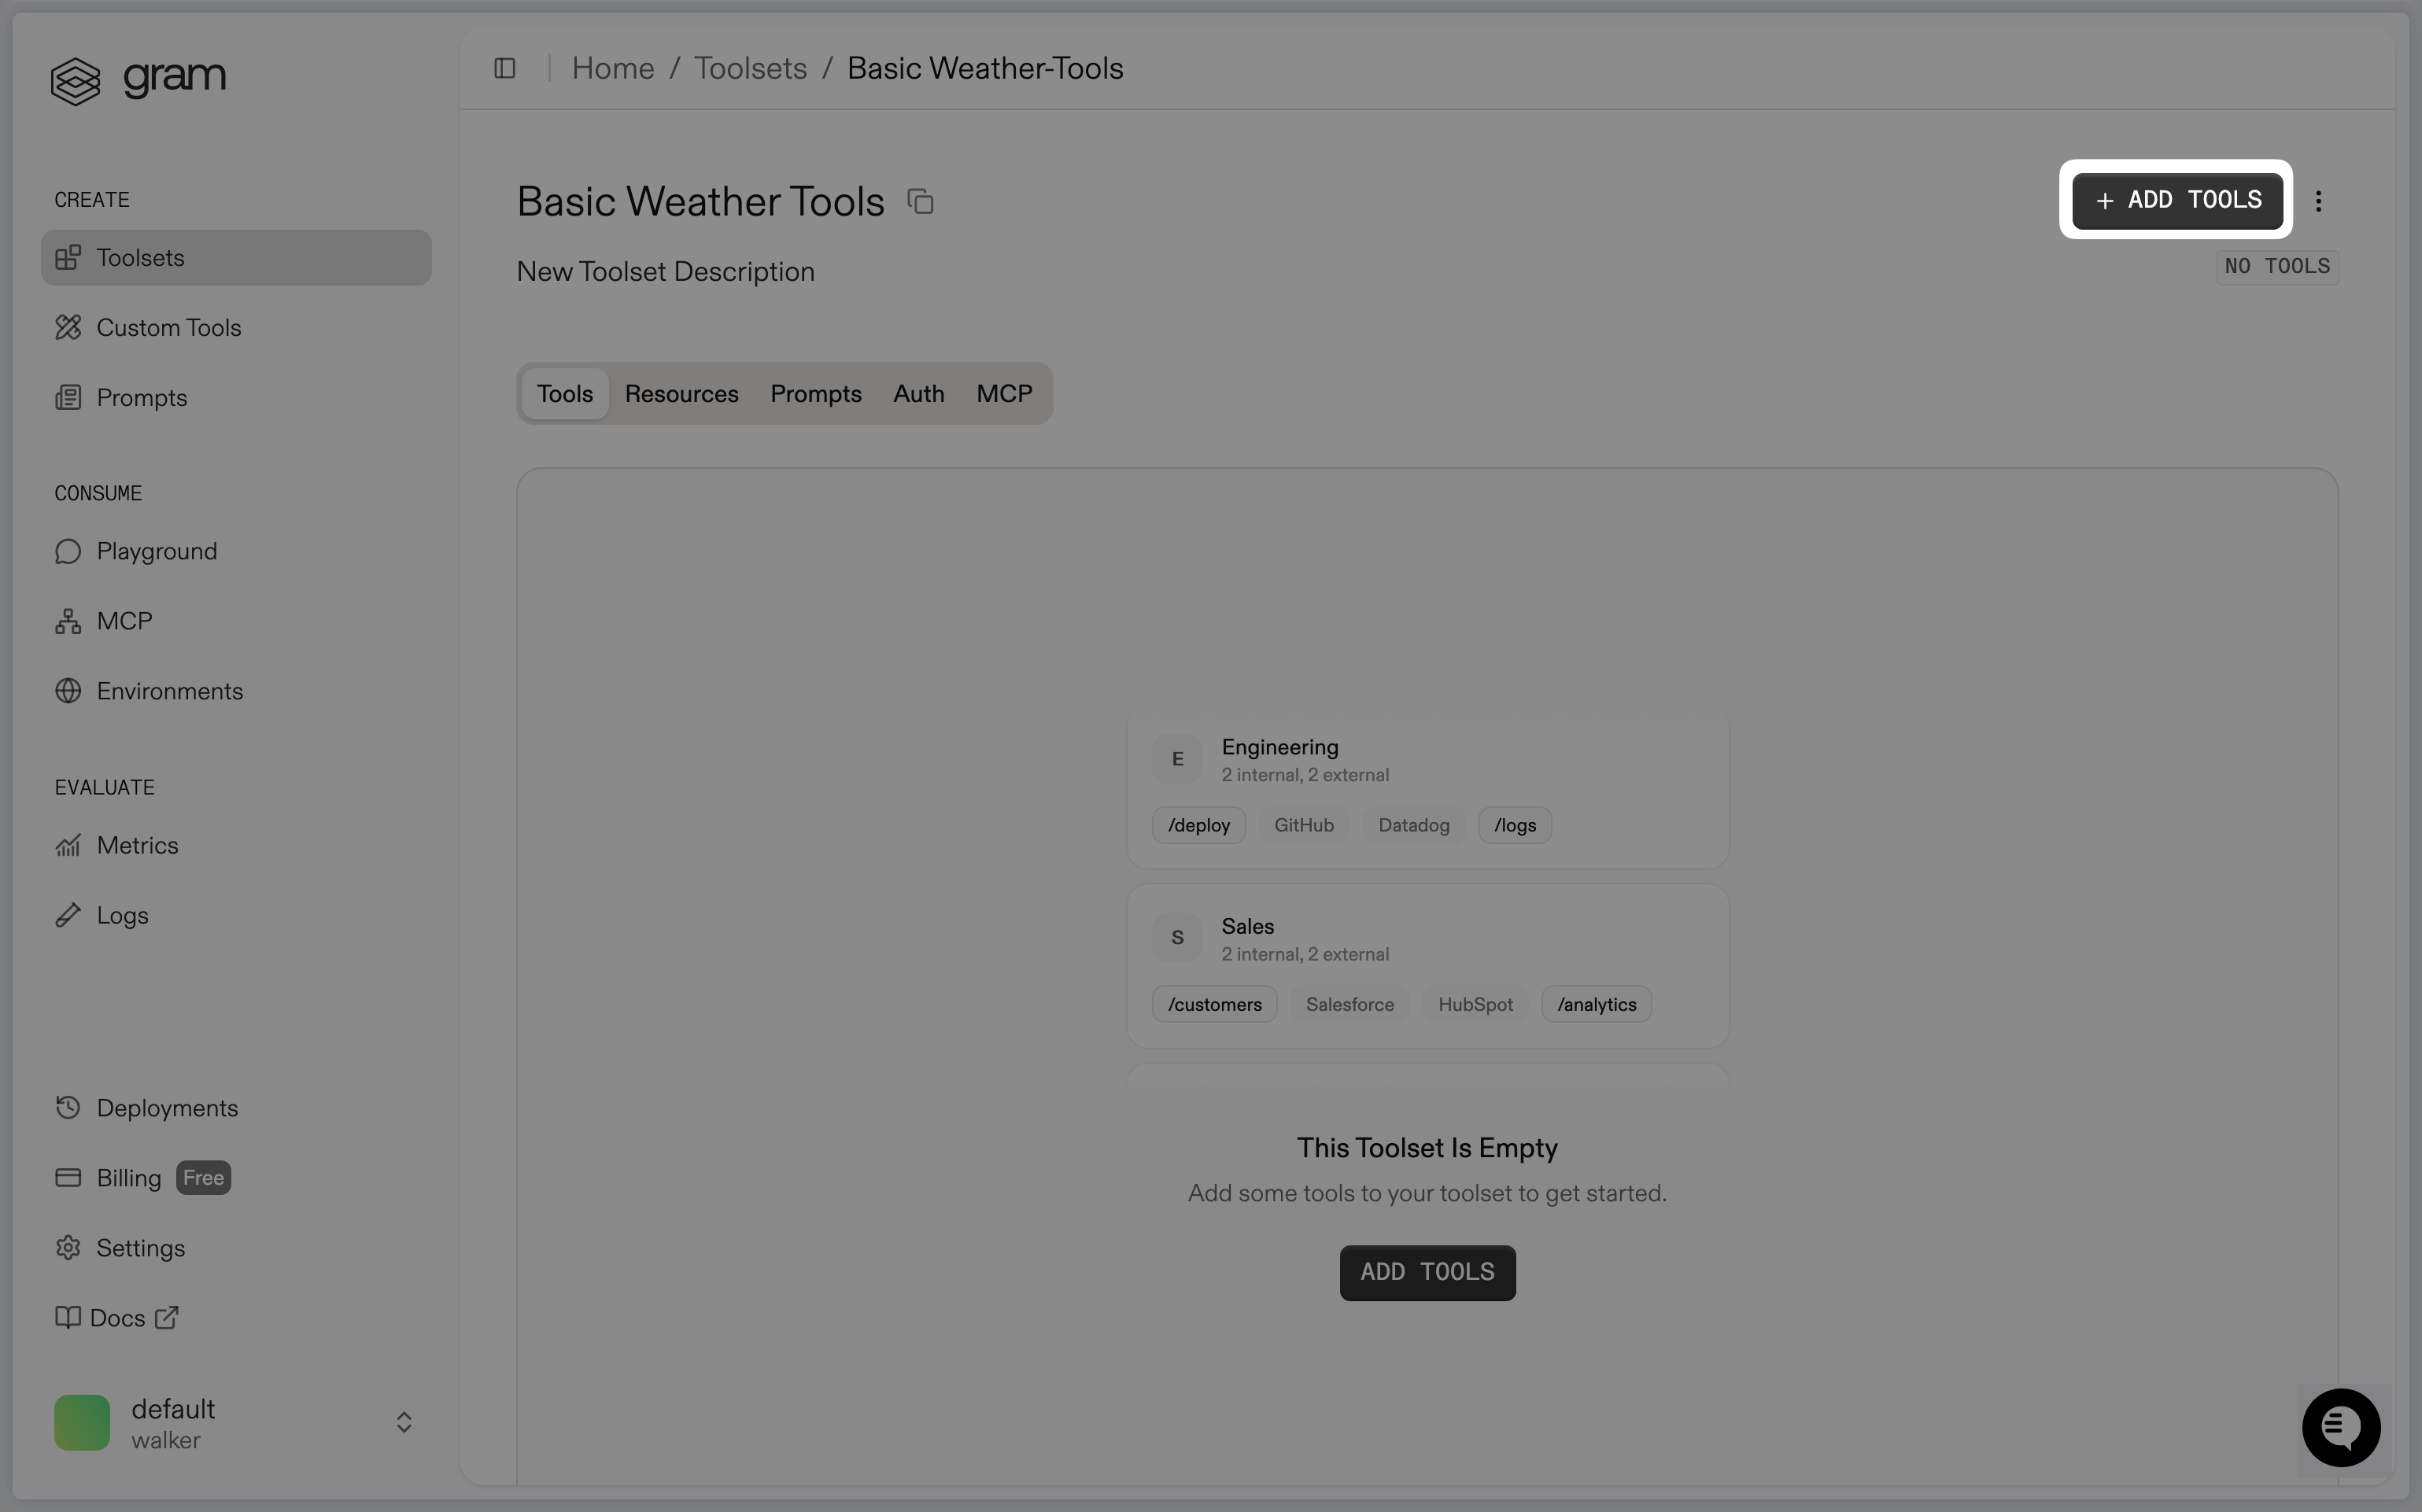 gram
Home / Toolsets / Basic Weather-Tools
CREATE
Toolsets
Custom Tools
Prompts
CONSUME
Playground
MCP
Environments
EVALUATE
Metrics
Logs
Deployments
Billing Free
Settings
Docs
default
walker
Basic Weather Tools
+ ADD TOOLS
New Toolset Description
NO TOOLS
Tools Resources Prompts Auth MCP
E Engineering
2 internal, 2 external
/deploy GitHub Datadog /logs
S Sales
2 internal, 2 external
/customers Salesforce HubSpot /analytics
This Toolset Is Empty
Add some tools to your toolset to get started.
ADD TOOLS